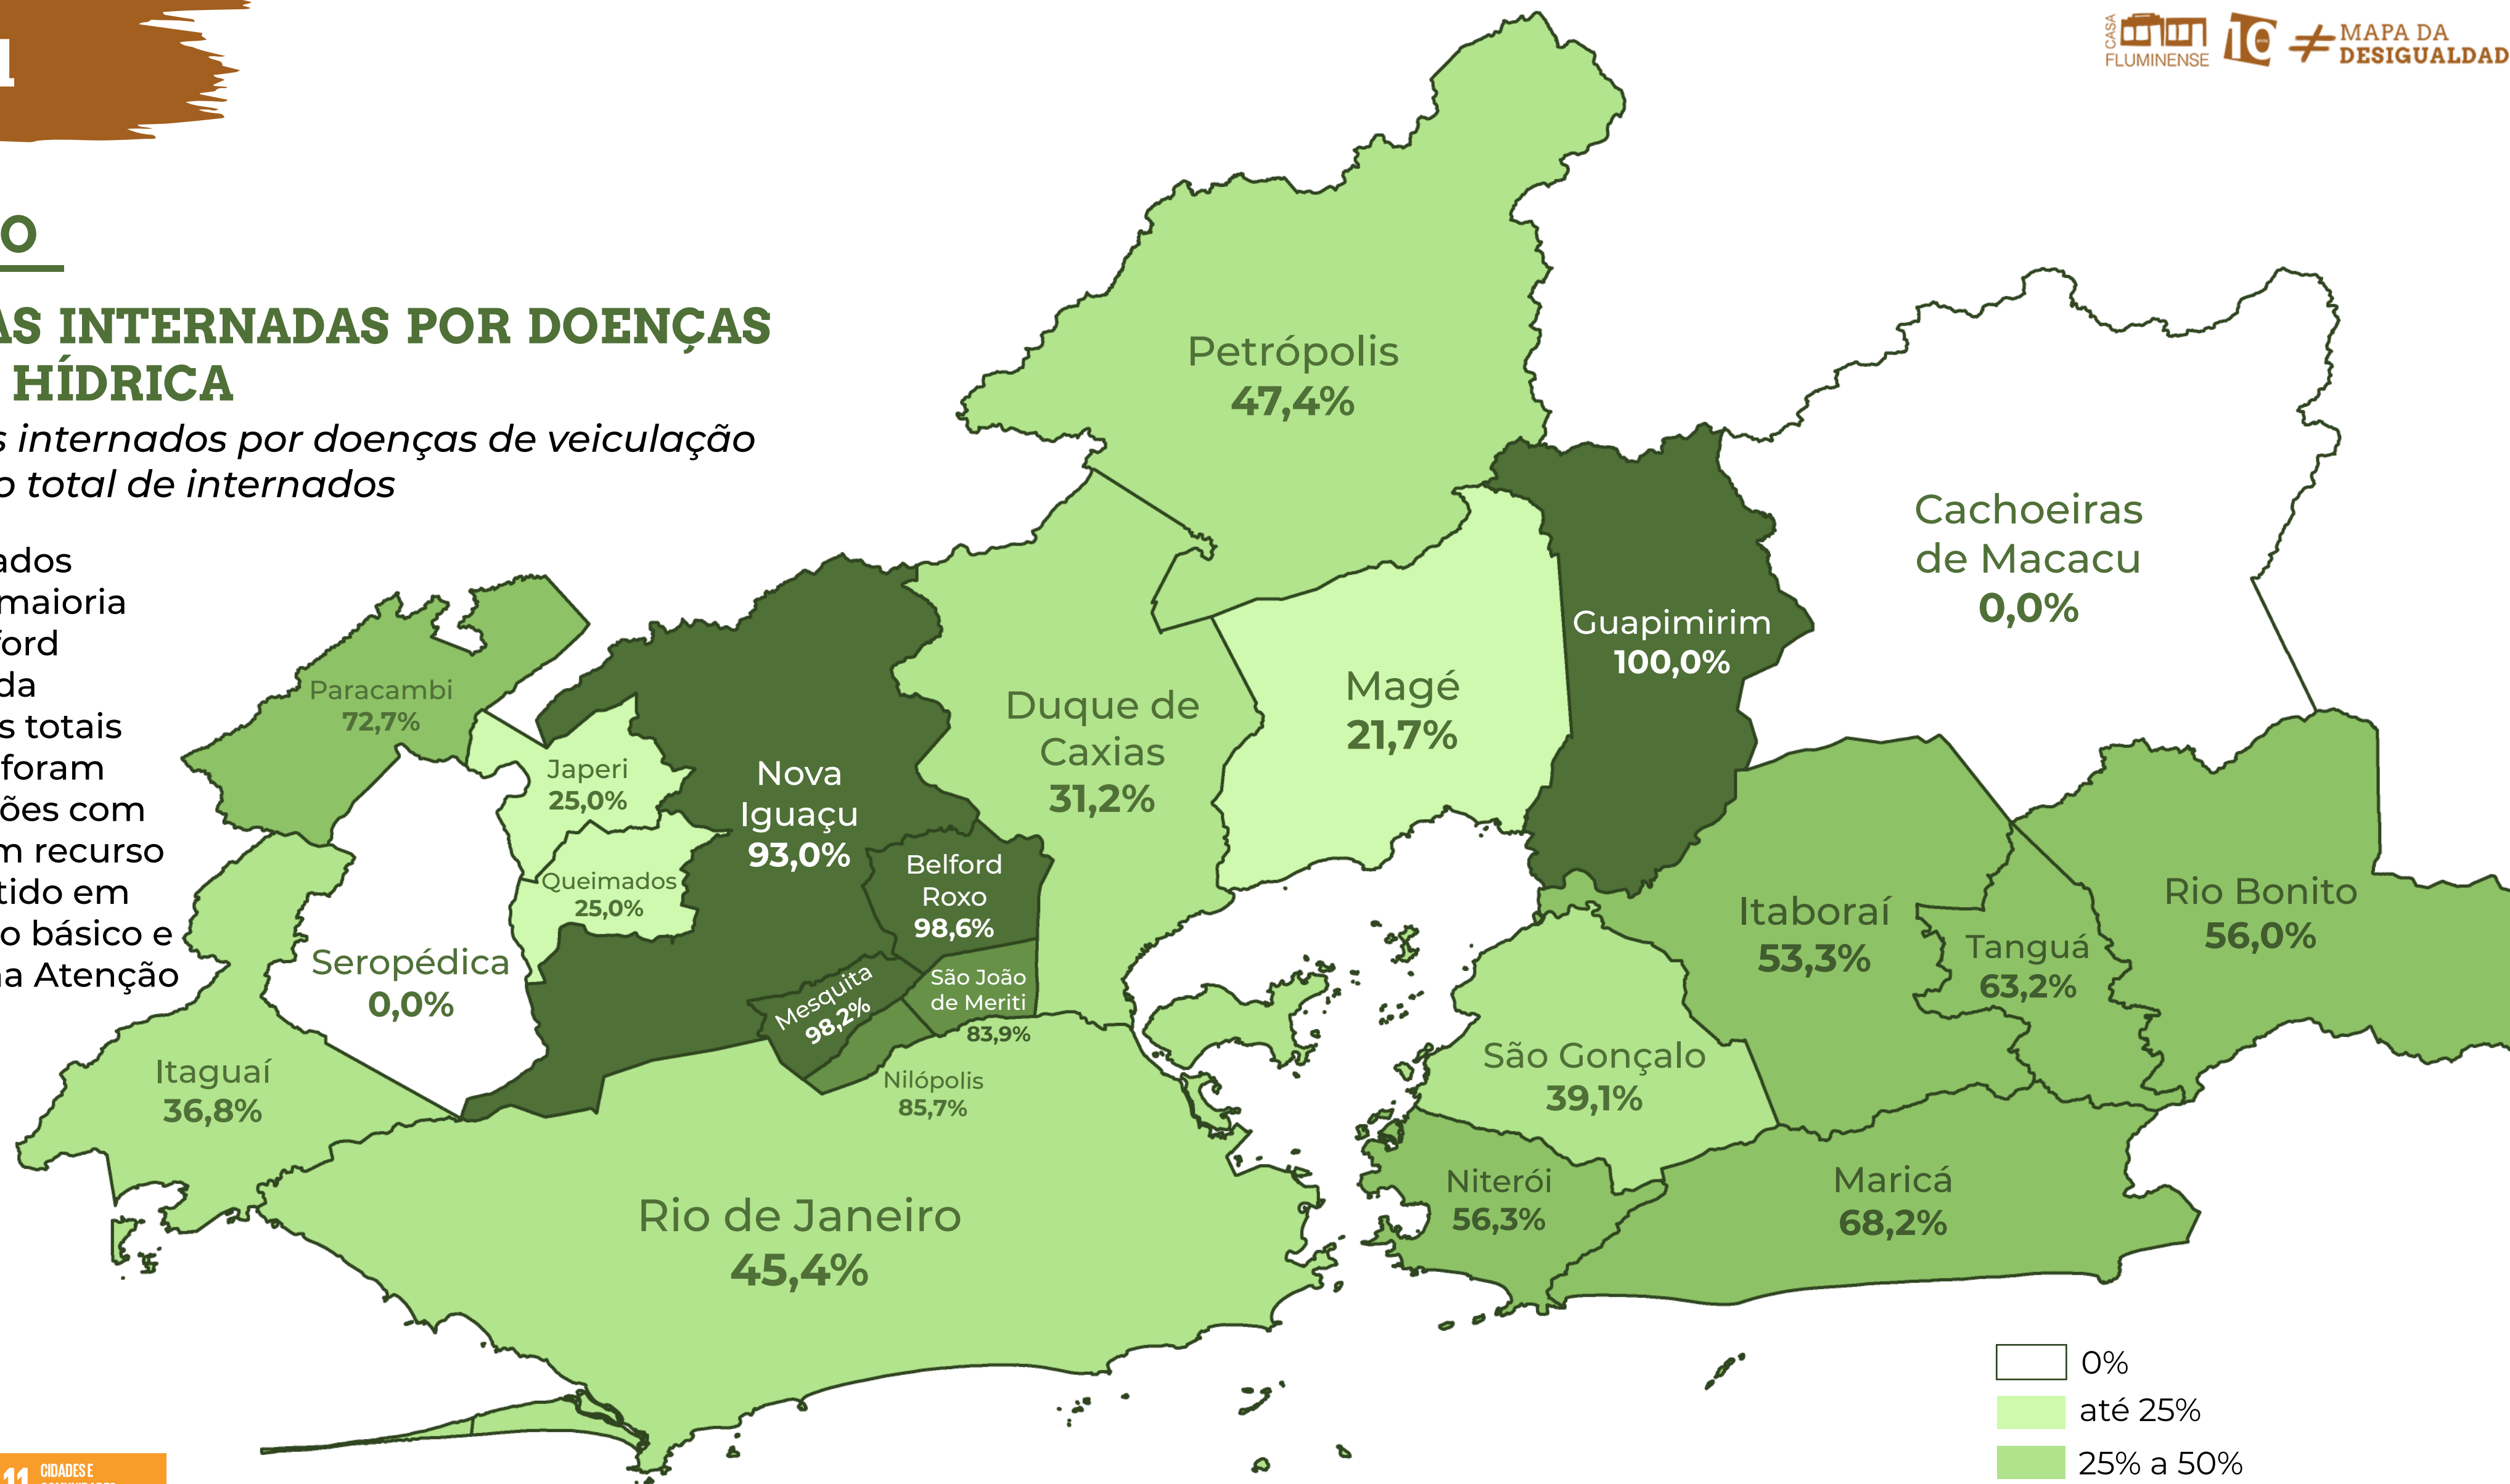 CASA
FLUMINENSE
10
ANOS
≠
MAPA DA
DESIGUALDAD
O
AS INTERNADAS POR DOENÇAS
HÍDRICA
s internados por doenças de veiculação
o total de internados
ados
maioria
ford
da
s totais
foram
ões com
m recurso
tido em
o básico e
na Atenção
Petrópolis
47,4%
Cachoeiras
de Macacu
0,0%
Guapimirim
100,0%
Magé
21,7%
Duque de
Caxias
31,2%
Paracambi
72,7%
Japeri
25,0%
Nova
Iguaçu
93,0%
Queimados
25,0%
Belford
Roxo
98,6%
Seropédica
0,0%
Mesquita
98,2%
São João
de Meriti
83,9%
Nilópolis
85,7%
Itaguaí
36,8%
Rio de Janeiro
45,4%
Itaboraí
53,3%
Tanguá
63,2%
Rio Bonito
56,0%
São Gonçalo
39,1%
Niterói
56,3%
Maricá
68,2%
0%
até 25%
25% a 50%
11 CIDADES E